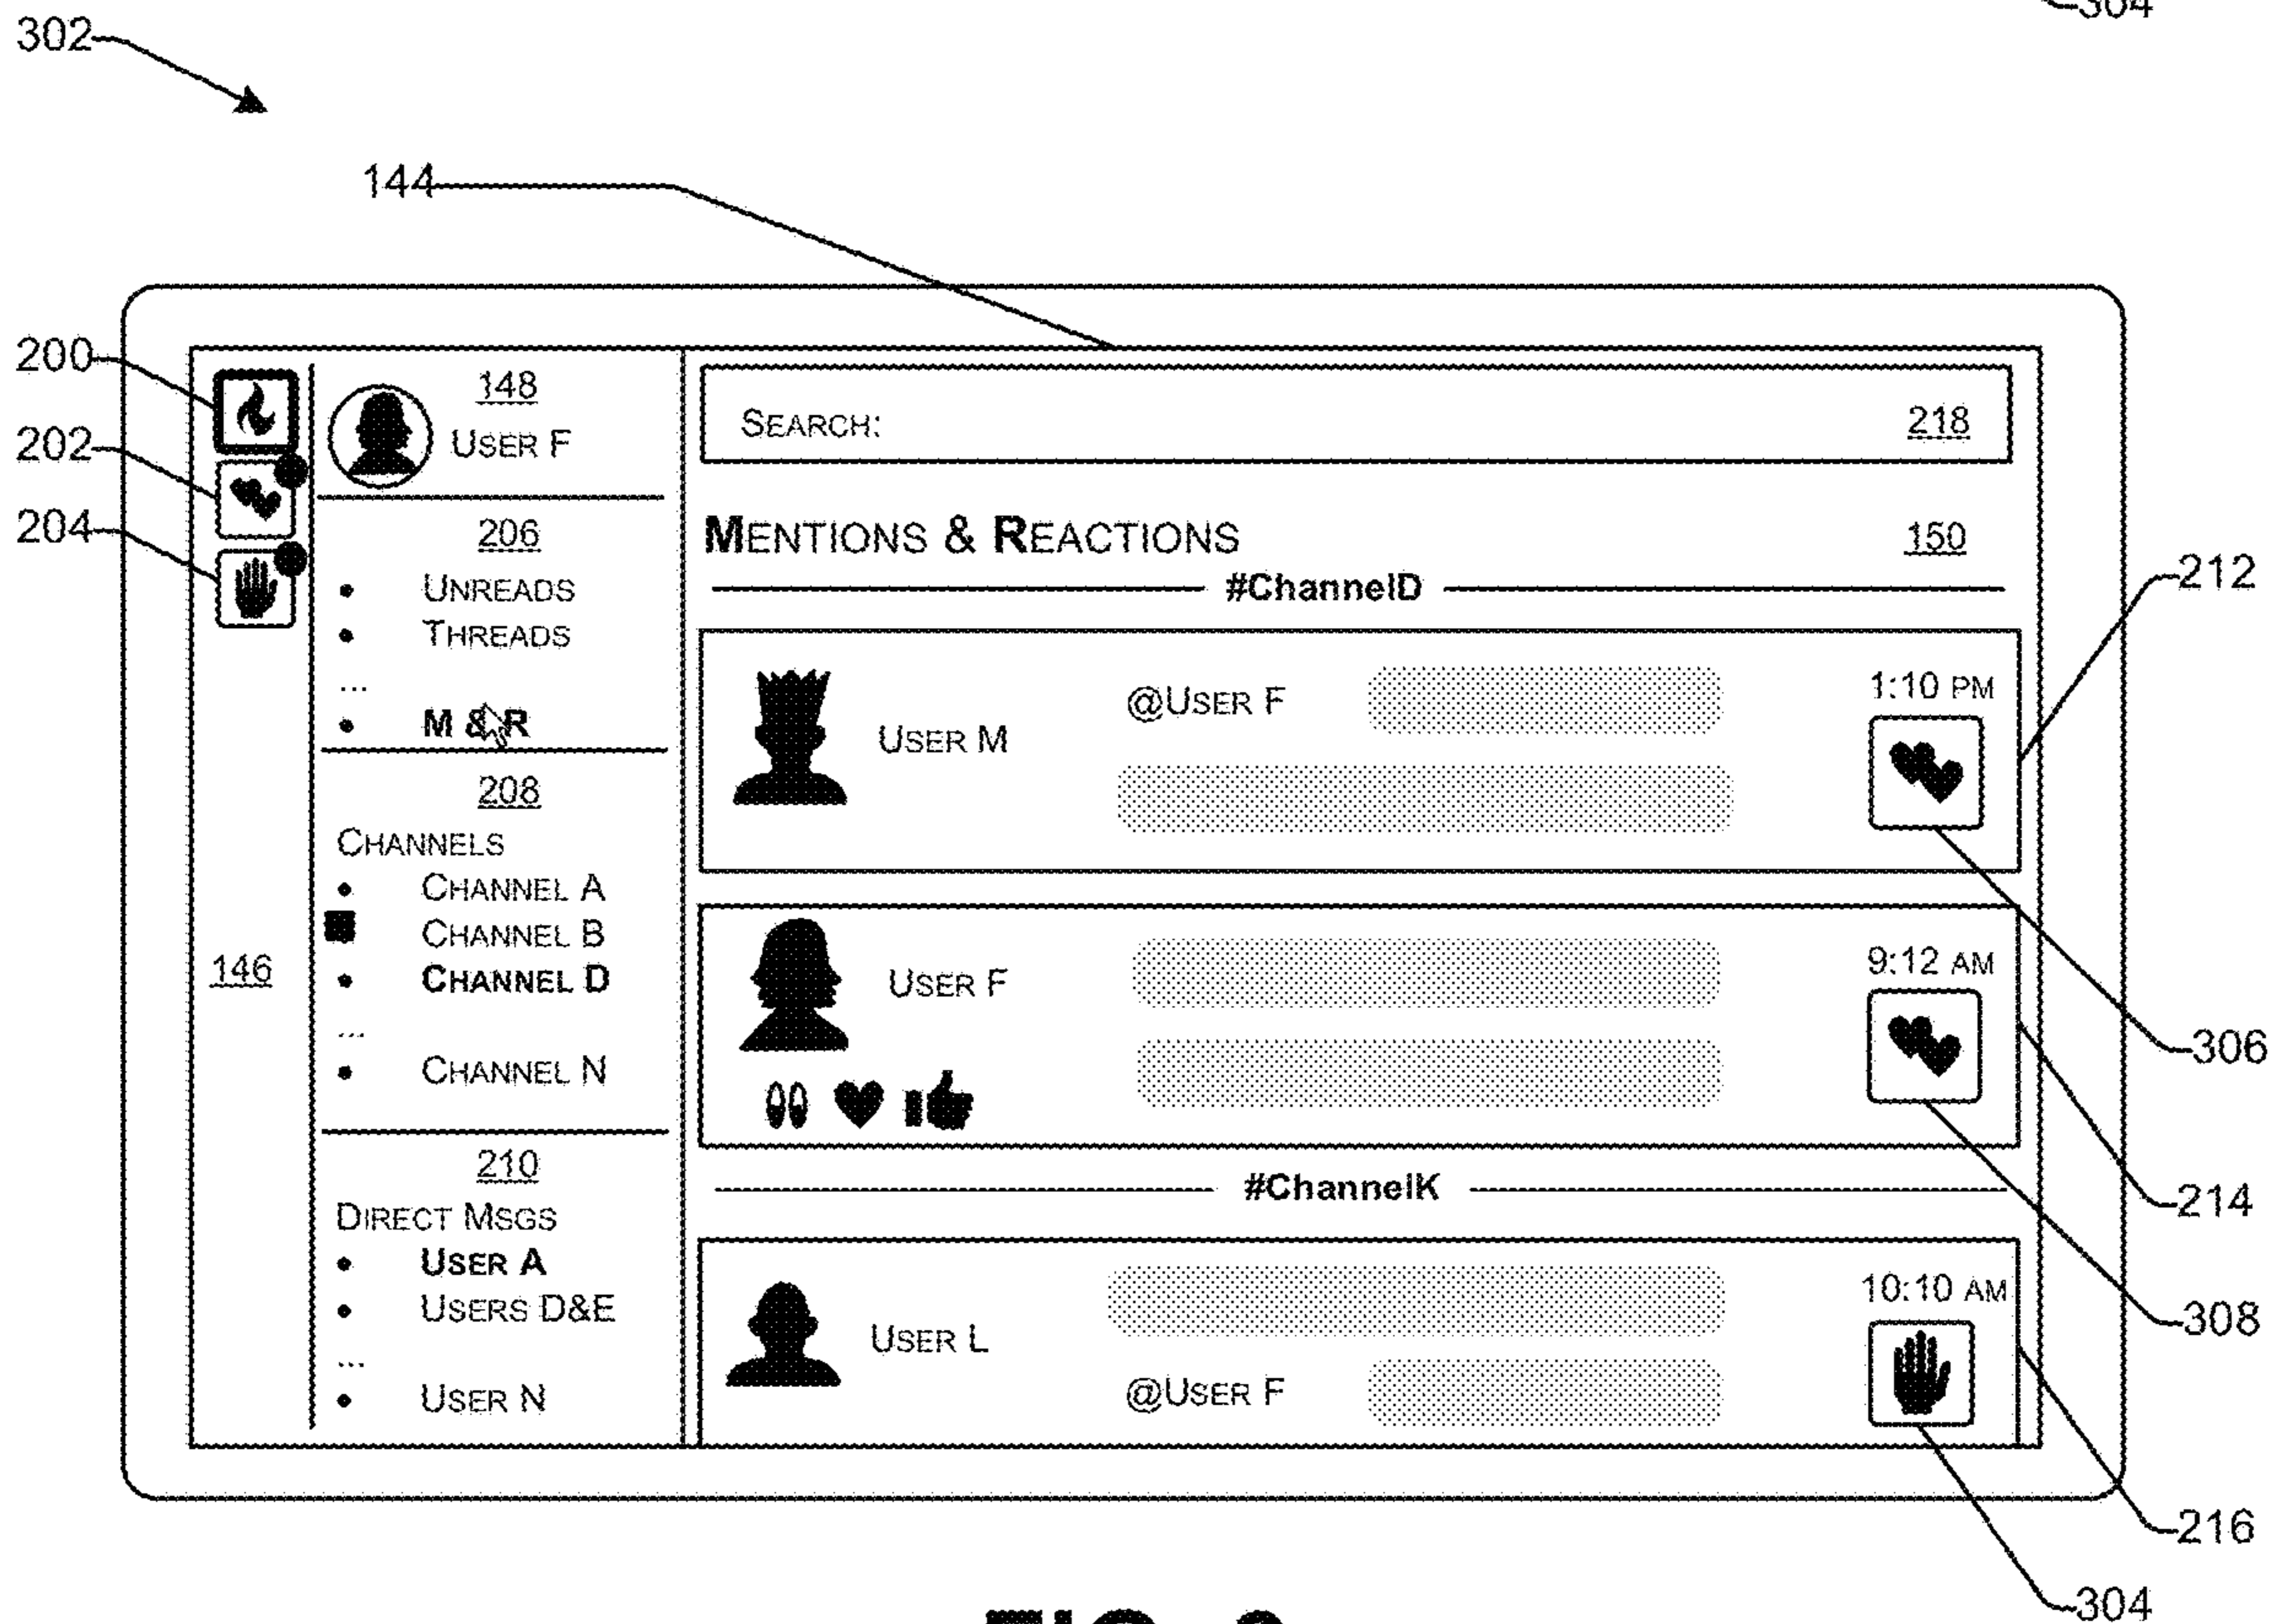 304
302
144
200
202
204
148
USER F
206
• UNREADS
• THREADS
...
• M & R
208
CHANNELS
• CHANNEL A
CHANNEL B
• CHANNEL D
...
• CHANNEL N
146
210
DIRECT MSGS
• USER A
• USERS D&E
...
• USER N
SEARCH: 218
MENTIONS & REACTIONS 150
#ChannelD
USER M
@USER F
1:10 PM
212
USER F
9:12 AM
306
214
#ChannelK
USER L
@USER F
10:10 AM
308
216
304